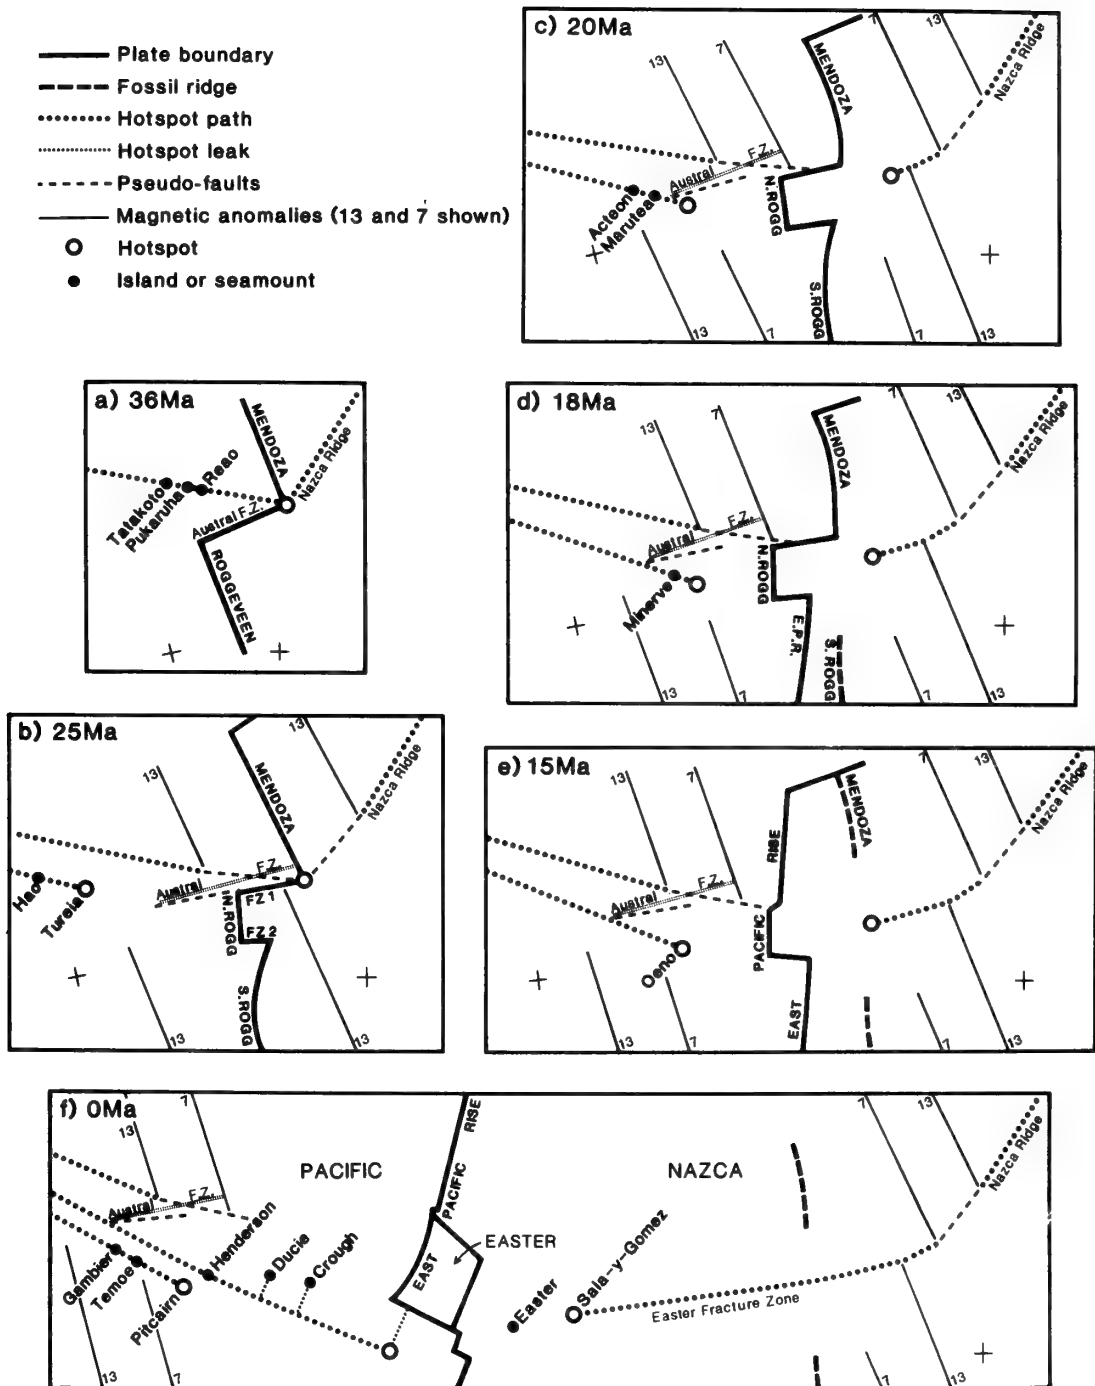 Plate boundary
Fossil ridge
Hotspot path
Hotspot leak
Pseudo-faults
Magnetic anomalies (13 and 7 shown)
Hotspot
Island or seamount
a) 36Ma
MENDOZA
Nazca Ridge
Tatakoto
Pukaruha
Reao
Austral F.Z.
ROGGEVEEN
b) 25Ma
13
13
MENDOZA
Nazca Ridge
Hao
Tureia
Austral
F.Z.
FZ 1
N.ROGG
FZ 2
S.ROGG
13
13
c) 20Ma
13
7
MENDOZA
7
13
Nazca Ridge
Acteon
Marutea
Austral
F.Z.
N.ROGG
S.ROGG
13
7
7
13
d) 18Ma
13
7
MENDOZA
7
13
Nazca Ridge
Austral
F.Z.
Minerve
N.ROGG
E.P.R.
S.ROGG
13
7
7
13
e) 15Ma
13
7
MENDOZA
7
13
Nazca Ridge
Austral
F.Z.
Oeno
EAST PACIFIC RISE
13
7
7
13
f) 0Ma
13
7
PACIFIC
NAZCA
7
13
Nazca Ridge
Austral
F.Z.
Gambier
Temoe
Pitcairn
Henderson
Ducie
Crough
EAST PACIFIC RISE
EASTER
Easter
Sala-y-Gomez
Easter Fracture Zone
13
7
7
13